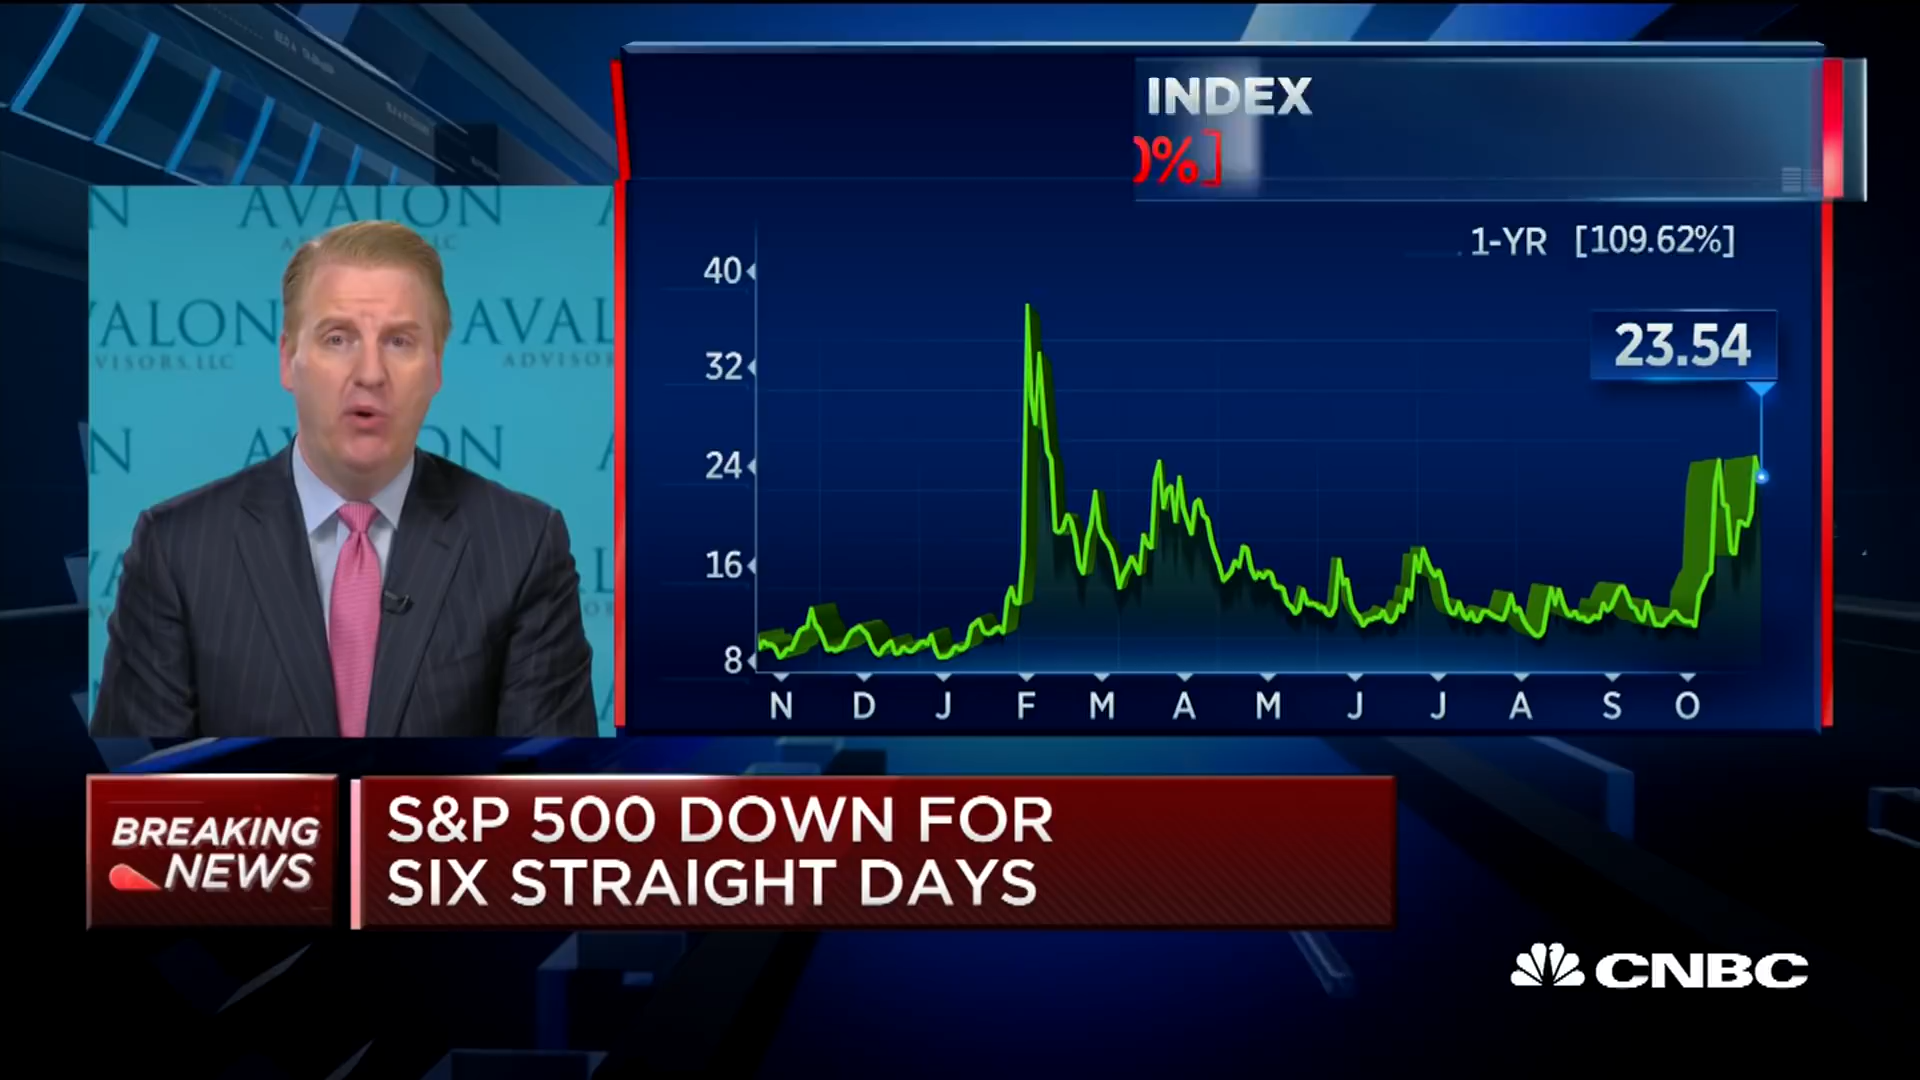 INDEX
0%]
1-YR [109.62%]
23.54
40
32
24
16
8
N D J F M A M J J A S O
AVALON
AVALON
ADVISORS, LLC
AVAL
ADVISOR
BREAKING
NEWS
S&P 500 DOWN FOR
SIX STRAIGHT DAYS
CNBC